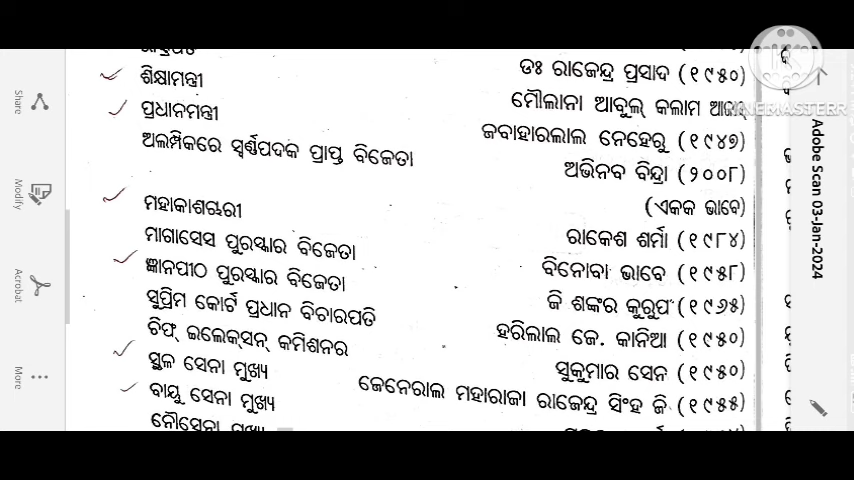 ଡଃ ରାଜେନ୍ଦ୍ର ପ୍ରସାଦ (୧୯୫୦)
ଶିକ୍ଷାମନ୍ତ୍ରୀ ମୌଲାନା ଆବୁଲ୍ କଲାମ ଆଜାଦ୍
ପ୍ରଧାନମନ୍ତ୍ରୀ ଜବାହାରଲାଲ ନେହେରୁ (୧୯୪୭)
ଅଲମ୍ପିକରେ ସ୍ୱର୍ଣ୍ଣପଦକ ପ୍ରାପ୍ତ ବିଜେତା ଅଭିନବ ବିନ୍ଦ୍ରା (୨୦୦୮)
(ଏକକ ଭାବେ)
ମହାକାଶଚାରୀ ରାକେଶ ଶର୍ମା (୧୯୮୪)
ମାଗାସେସ ପୁରସ୍କାର ବିଜେତା ବିନୋବା ଭାବେ (୧୯୫୮)
ଜ୍ଞାନପୀଠ ପୁରସ୍କାର ବିଜେତା ଜି ଶଙ୍କର କୁରୁପ (୧୯୬୫)
ସୁପ୍ରିମ କୋର୍ଟ ପ୍ରଧାନ ବିଚାରପତି ହରିଲାଲ ଜେ. କାନିଆ (୧୯୫୦)
ଚିଫ୍ ଇଲେକ୍ସନ୍ କମିଶନର ସୁକୁମାର ସେନ (୧୯୫୦)
ସ୍ଥଳ ସେନା ମୁଖ୍ୟ ଜେନେରାଲ ମହାରାଜା ରାଜେନ୍ଦ୍ର ସିଂହ ଜି (୧୯୫୫)
ବାୟୁ ସେନା ମୁଖ୍ୟ
ନୌସେନା ମୁଖ୍ୟ
Share
Modify
Acrobat
More
Adobe Scan 03-Jan-2024
KINEMASTER